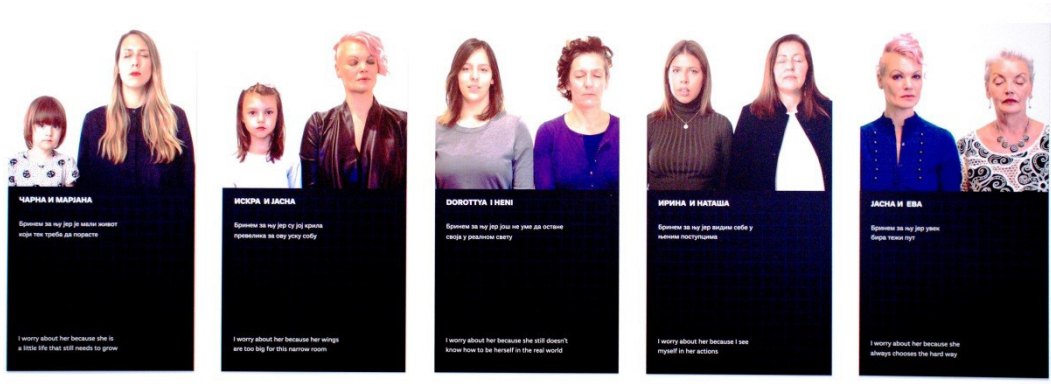 ЧАРНА И МАРЈАНА
Бринем за њу јер је мали живот
који тек треба да порасте
I worry about her because she is
a little life that still needs to grow
ИСКРА И ЈАСНА
Бринем за њу јер су јој крила
превелика за ову уску собу
I worry about her because her wings
are too big for this narrow room
DOROTTYA I HENI
Бринем за њу јер још не уме да остане
своја у реалном свету
I worry about her because she still doesn't
know how to be herself in the real world
ИРИНА И НАТАША
Бринем за њу јер видим себе у
њеним поступцима
I worry about her because I see
myself in her actions
ЈАСНА И ЕВА
Бринем за њу јер увек
бира тежи пут
I worry about her because she
always chooses the hard way